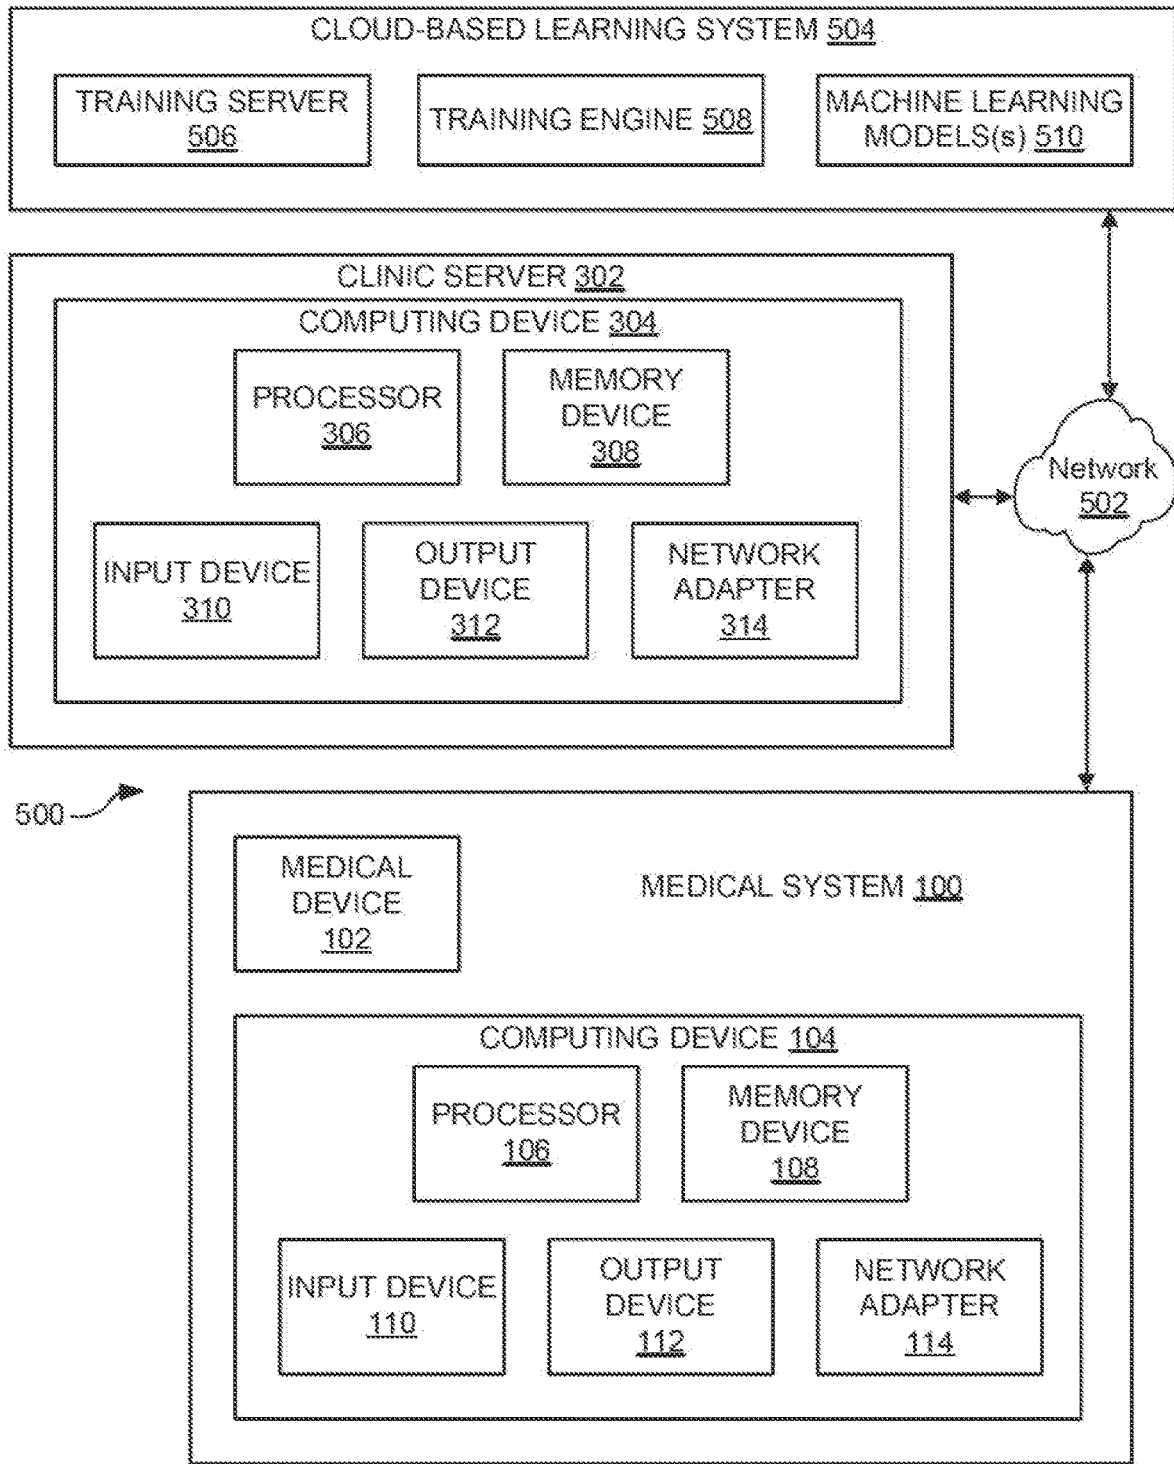 CLOUD-BASED LEARNING SYSTEM 504
TRAINING SERVER
506
TRAINING ENGINE 508
MACHINE LEARNING
MODELS(s) 510
CLINIC SERVER 302
COMPUTING DEVICE 304
PROCESSOR
306
MEMORY
DEVICE
308
Network
502
INPUT DEVICE
310
OUTPUT
DEVICE
312
NETWORK
ADAPTER
314
500
MEDICAL
DEVICE
102
MEDICAL SYSTEM 100
COMPUTING DEVICE 104
PROCESSOR
106
MEMORY
DEVICE
108
INPUT DEVICE
110
OUTPUT
DEVICE
112
NETWORK
ADAPTER
114